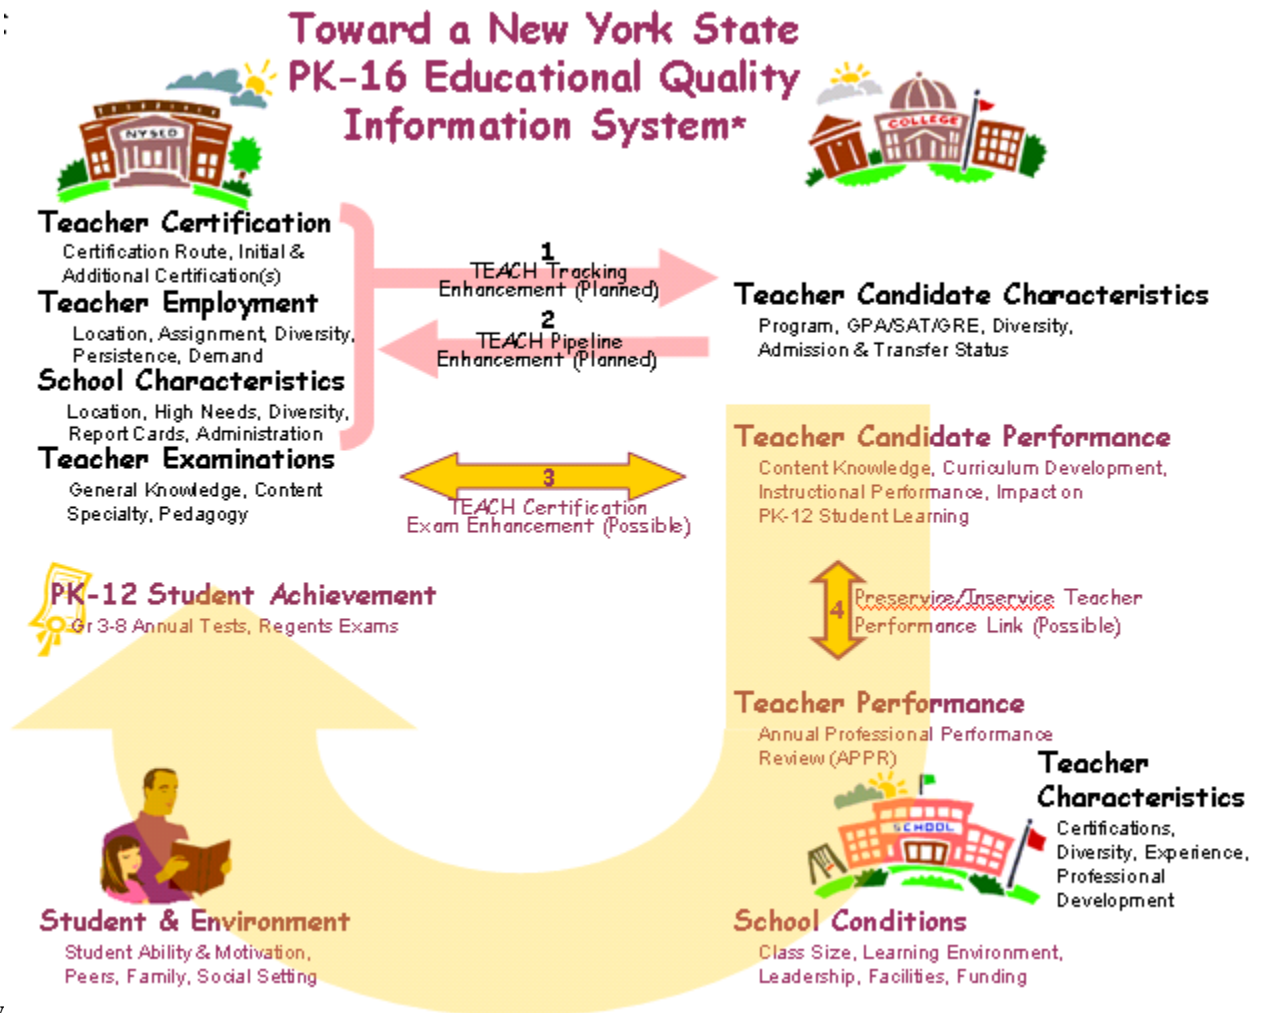 Toward a New York State
PK-16 Educational Quality
Information System*
NYSED
COLLEGE
Teacher Certification
Certification Route, Initial &
Additional Certification(s)
Teacher Employment
Location, Assignment, Diversity,
Persistence, Demand
School Characteristics
Location, High Needs, Diversity,
Report Cards, Administration
Teacher Examinations
General Knowledge, Content
Specialty, Pedagogy
1
TEACH Tracking
Enhancement (Planned)
2
TEACH Pipeline
Enhancement (Planned)
3
TEACH Certification
Exam Enhancement (Possible)
Teacher Candidate Characteristics
Program, GPA/SAT/GRE, Diversity,
Admission & Transfer Status
Teacher Candidate Performance
Content Knowledge, Curriculum Development,
Instructional Performance, Impact on
PK-12 Student Learning
4
Preservice/Inservice Teacher
Performance Link (Possible)
PK-12 Student Achievement
Gr 3-8 Annual Tests, Regents Exams
Teacher Performance
Annual Professional Performance
Review (APPR)
Teacher
Characteristics
Certifications,
Diversity, Experience,
Professional
Development
SCHOOL
Student & Environment
Student Ability & Motivation,
Peers, Family, Social Setting
School Conditions
Class Size, Learning Environment,
Leadership, Facilities, Funding